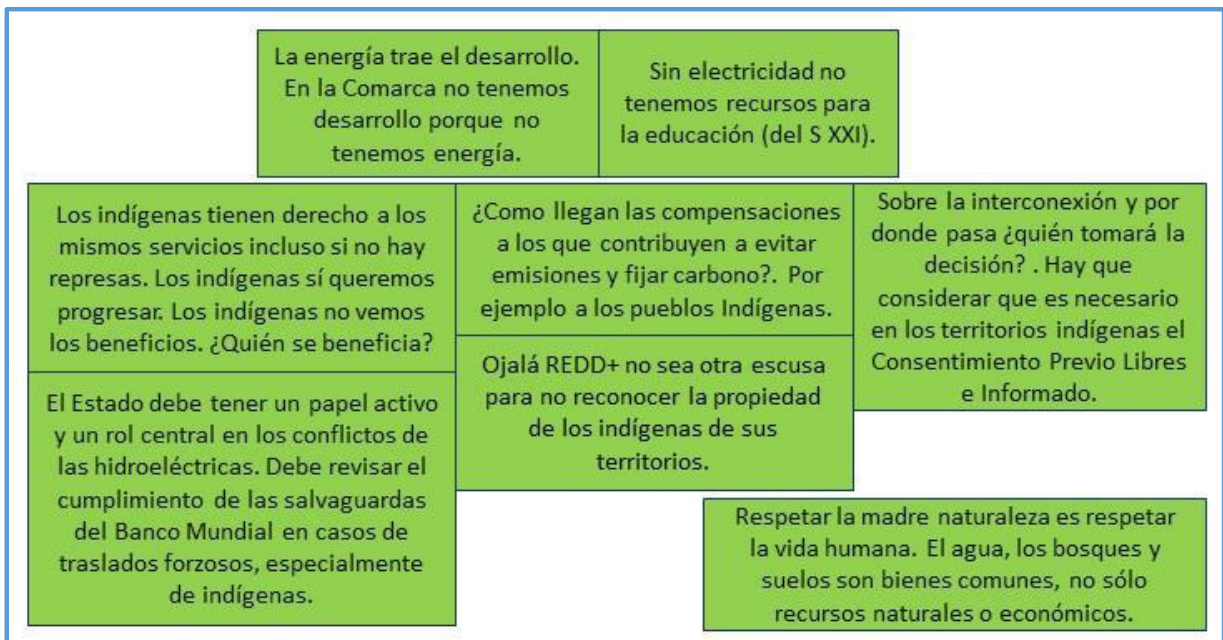 La energía trae el desarrollo.
En la Comarca no tenemos
desarrollo porque no
tenemos energía.
Sin electricidad no
tenemos recursos para
la educación (del S XXI).
Los indígenas tienen derecho a los
mismos servicios incluso si no hay
represas. Los indígenas sí queremos
progresar. Los indígenas no vemos
los beneficios. ¿Quién se beneficia?
¿Como llegan las compensaciones
a los que contribuyen a evitar
emisiones y fijar carbono?. Por
ejemplo a los pueblos Indígenas.
Sobre la interconexión y por
donde pasa ¿quién tomará la
decisión? . Hay que
considerar que es necesario
en los territorios indígenas el
Consentimiento Previo Libres
e Informado.
El Estado debe tener un papel activo
y un rol central en los conflictos de
las hidroeléctricas. Debe revisar el
cumplimiento de las salvaguardas
del Banco Mundial en casos de
traslados forzosos, especialmente
de indígenas.
Ojalá REDD+ no sea otra escusa
para no reconocer la propiedad
de los indígenas de sus
territorios.
Respetar la madre naturaleza es respetar
la vida humana. El agua, los bosques y
suelos son bienes comunes, no sólo
recursos naturales o económicos.